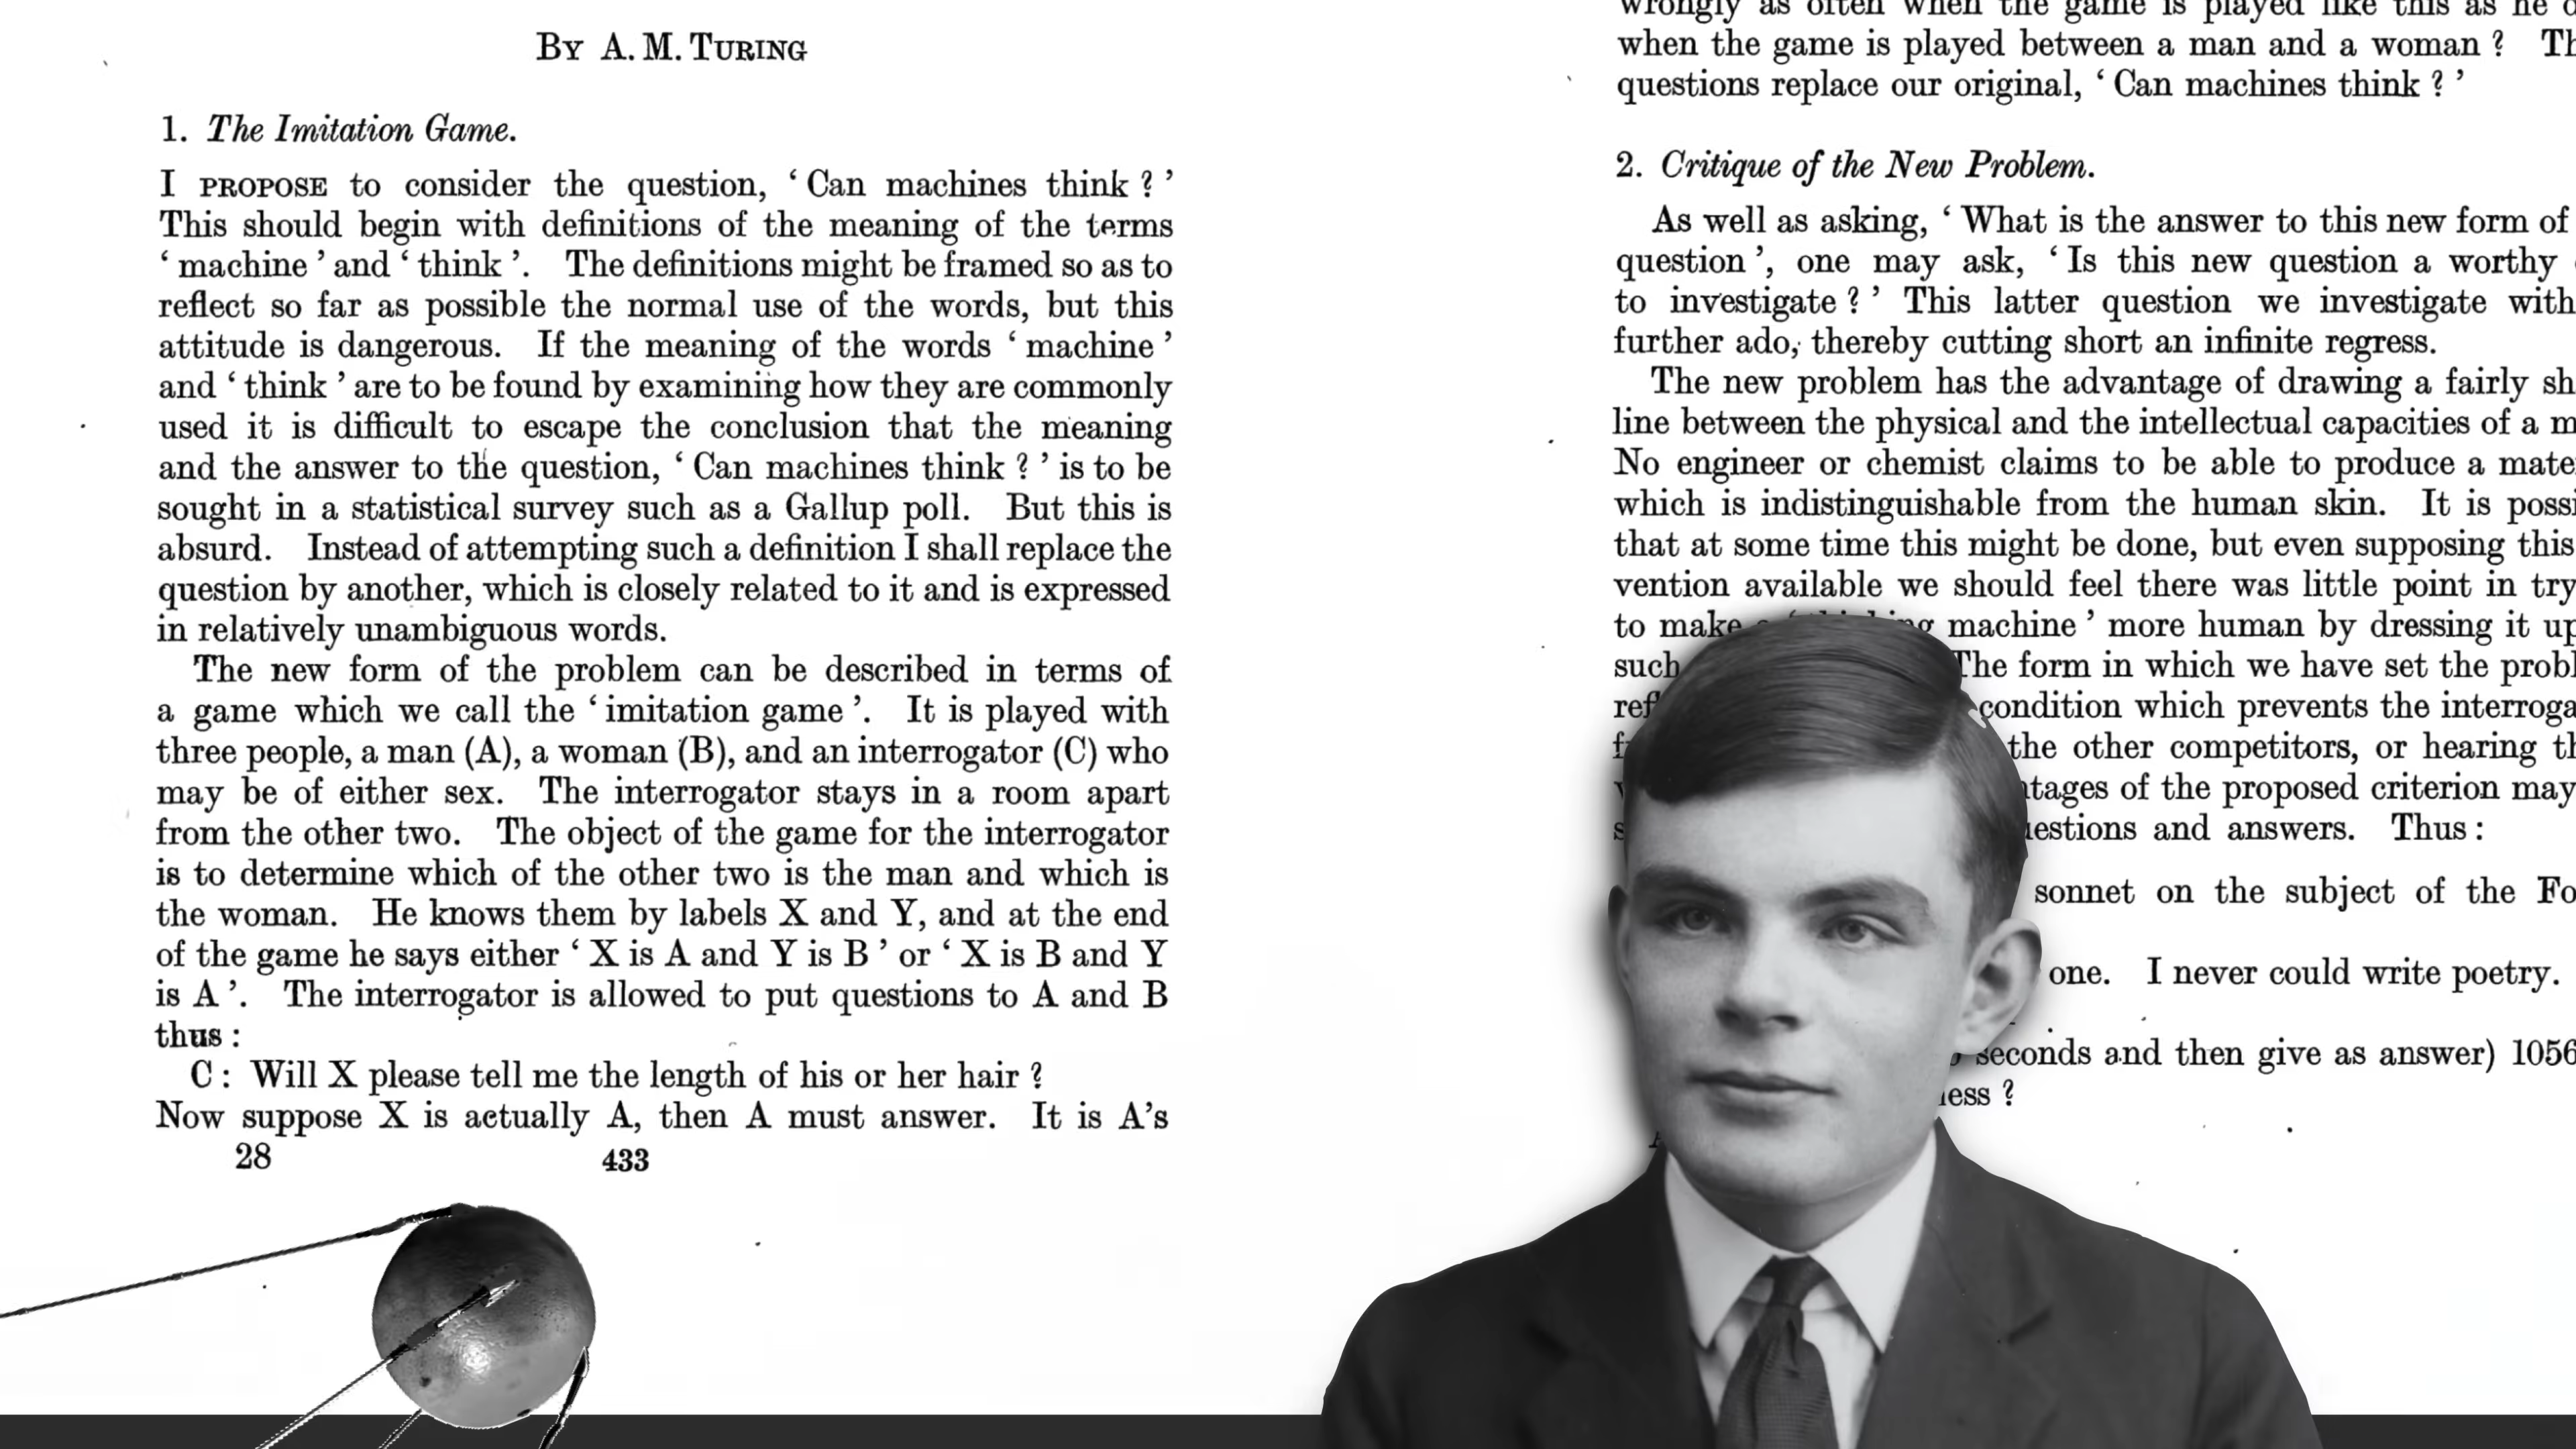 BY A. M. TURING
1. The Imitation Game.
I PROPOSE to consider the question, ‘ Can machines think ? ’
This should begin with definitions of the meaning of the terms
‘ machine ’ and ‘ think ’. The definitions might be framed so as to
reflect so far as possible the normal use of the words, but this
attitude is dangerous. If the meaning of the words ‘ machine ’
and ‘ think ’ are to be found by examining how they are commonly
used it is difficult to escape the conclusion that the meaning
and the answer to the question, ‘ Can machines think ? ’ is to be
sought in a statistical survey such as a Gallup poll. But this is
absurd. Instead of attempting such a definition I shall replace the
question by another, which is closely related to it and is expressed
in relatively unambiguous words.
The new form of the problem can be described in terms of
a game which we call the ‘ imitation game ’. It is played with
three people, a man (A), a woman (B), and an interrogator (C) who
may be of either sex. The interrogator stays in a room apart
from the other two. The object of the game for the interrogator
is to determine which of the other two is the man and which is
the woman. He knows them by labels X and Y, and at the end
of the game he says either ‘ X is A and Y is B ’ or ‘ X is B and Y
is A ’. The interrogator is allowed to put questions to A and B
thus :
C : Will X please tell me the length of his or her hair ?
Now suppose X is actually A, then A must answer. It is A’s
28 433
wrongly as often when the game is played like this as he
when the game is played between a man and a woman ?
questions replace our original, ‘ Can machines think ? ’
2. Critique of the New Problem.
As well as asking, ‘ What is the answer to this new form of
question ’, one may ask, ‘ Is this new question a worthy
to investigate ? ’ This latter question we investigate with
further ado, thereby cutting short an infinite regress.
The new problem has the advantage of drawing a fairly
line between the physical and the intellectual capacities of a
No engineer or chemist claims to be able to produce a
which is indistinguishable from the human skin. It is
that at some time this might be done, but even supposing this
vention available we should feel there was little point in
to make machine ’ more human by dressing it up
such The form in which we have set the
condition which prevents the
the other competitors, or hearing
of the proposed criterion may
and answers. Thus :
sonnet on the subject of the
one. I never could write poetry.
seconds and then give as answer) 1056